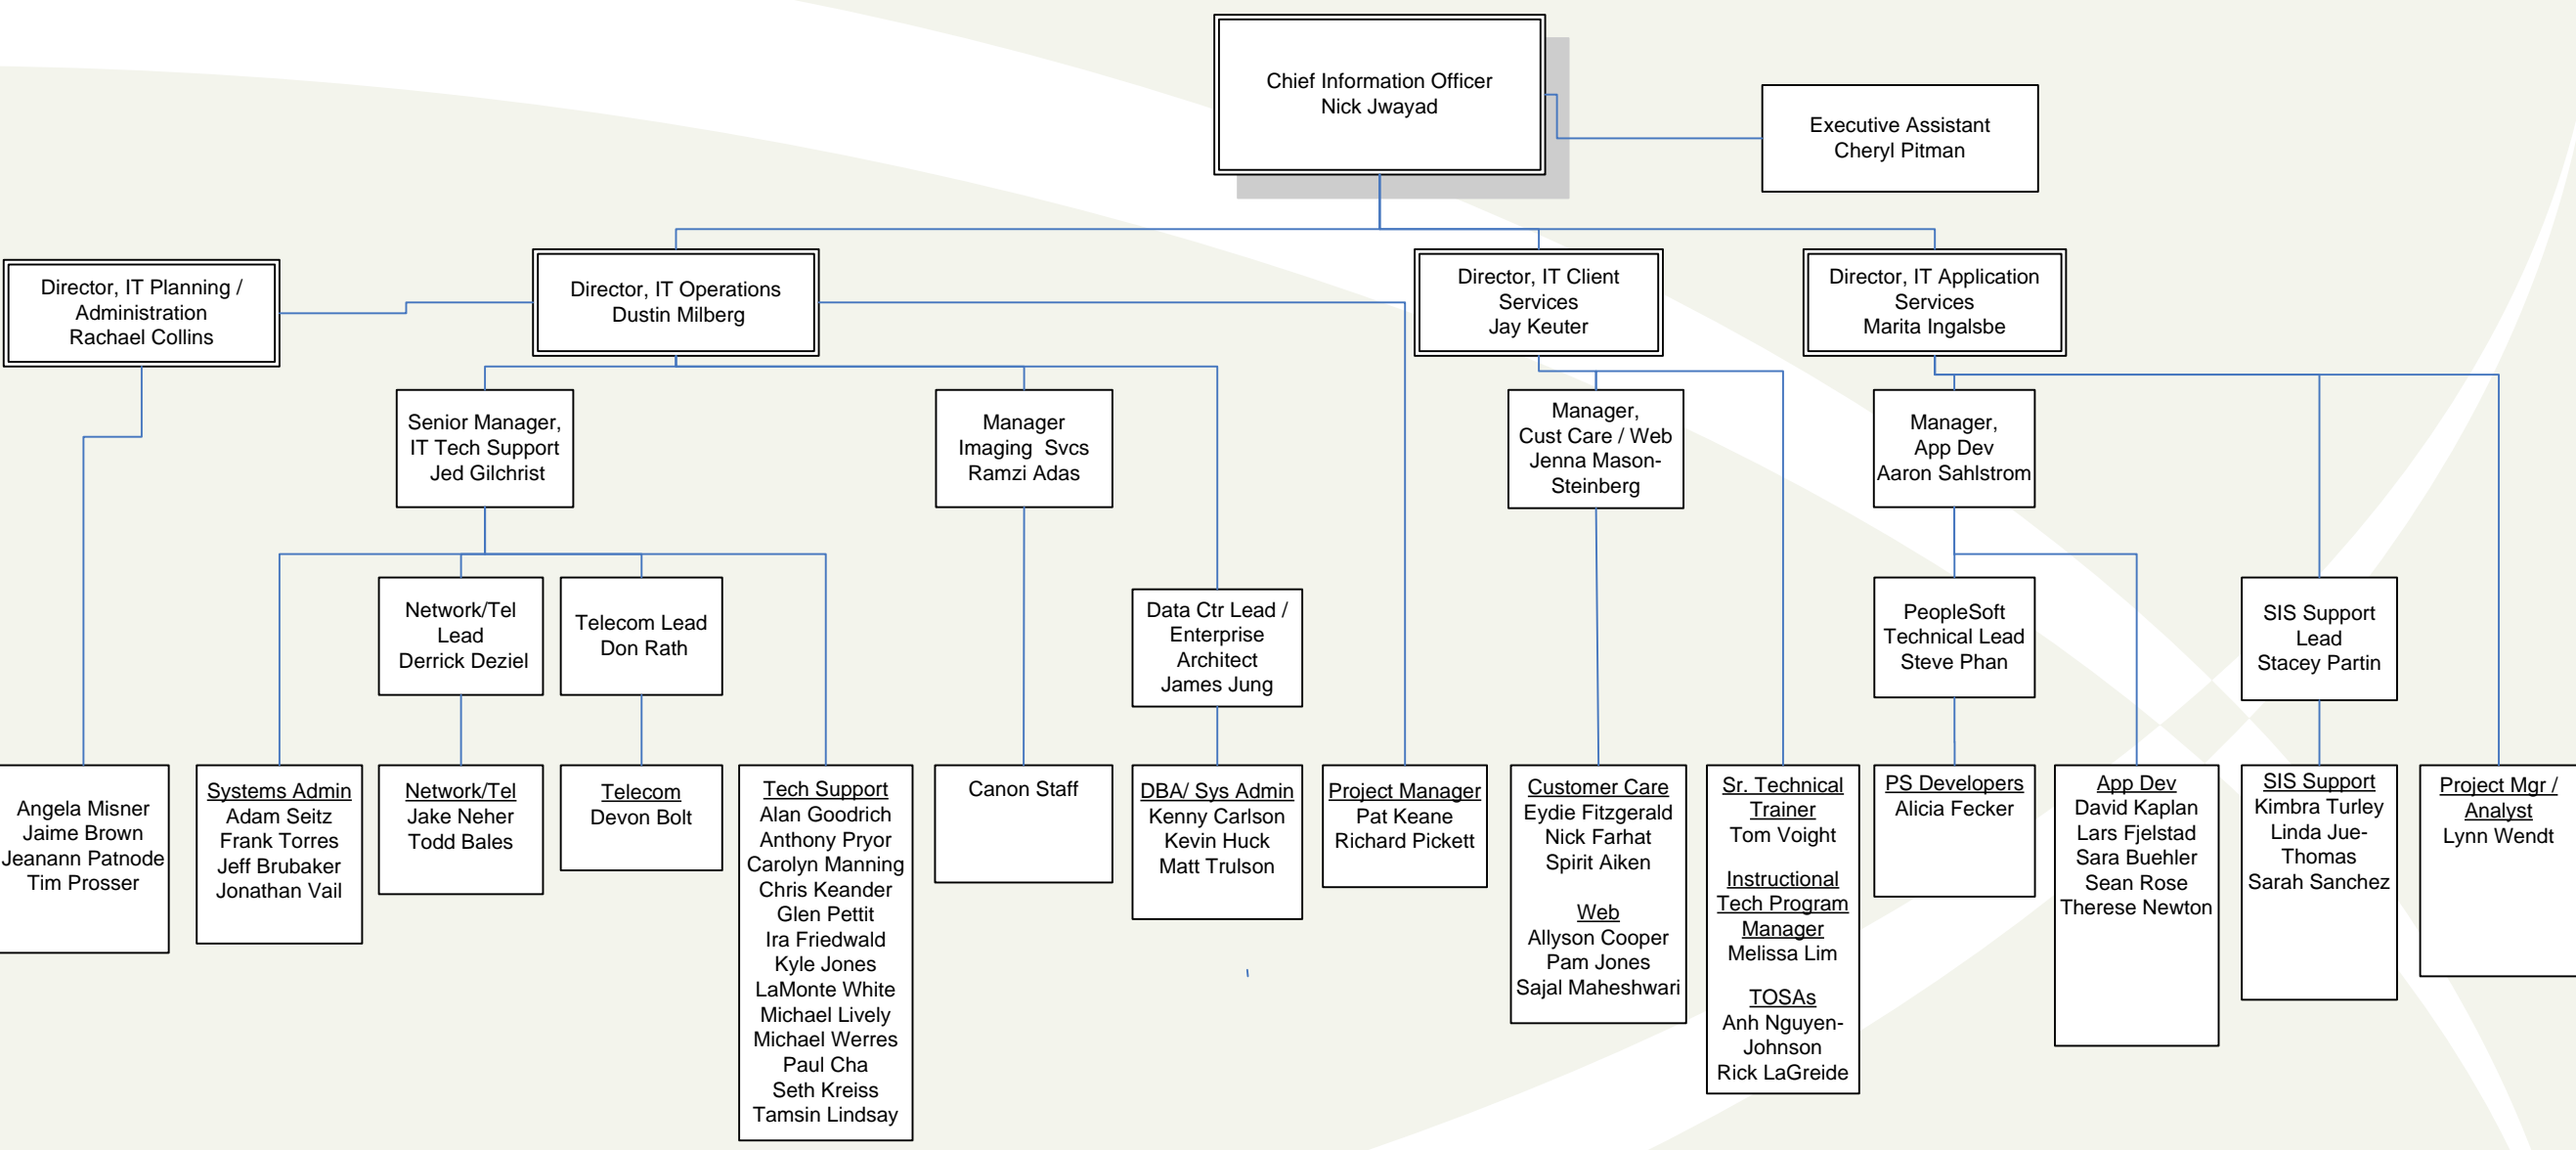 Chief Information Officer
Nick Jwayad
Executive Assistant
Cheryl Pitman
Director, IT Planning /
Administration
Rachael Collins
Director, IT Operations
Dustin Milberg
Director, IT Client
Services
Jay Keuter
Director, IT Application
Services
Marita Ingalsbe
Senior Manager,
IT Tech Support
Jed Gilchrist
Manager
Imaging Svcs
Ramzi Adas
Manager,
Cust Care / Web
Jenna Mason-
Steinberg
Manager,
App Dev
Aaron Sahlstrom
Network/Tel
Lead
Derrick Deziel
Telecom Lead
Don Rath
Data Ctr Lead /
Enterprise
Architect
James Jung
PeopleSoft
Technical Lead
Steve Phan
SIS Support
Lead
Stacey Partin
Angela Misner
Jaime Brown
Jeanann Patnode
Tim Prosser
Systems Admin
Adam Seitz
Frank Torres
Jeff Brubaker
Jonathan Vail
Network/Tel
Jake Neher
Todd Bales
Telecom
Devon Bolt
Tech Support
Alan Goodrich
Anthony Pryor
Carolyn Manning
Chris Keander
Glen Pettit
Ira Friedwald
Kyle Jones
LaMonte White
Michael Lively
Michael Werres
Paul Cha
Seth Kreiss
Tamsin Lindsay
Canon Staff
DBA/ Sys Admin
Kenny Carlson
Kevin Huck
Matt Trulson
Project Manager
Pat Keane
Richard Pickett
Customer Care
Eydie Fitzgerald
Nick Farhat
Spirit Aiken
Web
Allyson Cooper
Pam Jones
Sajal Maheshwari
Sr. Technical
Trainer
Tom Voight
Instructional
Tech Program
Manager
Melissa Lim
TOSAs
Anh Nguyen-
Johnson
Rick LaGreide
PS Developers
Alicia Fecker
App Dev
David Kaplan
Lars Fjelstad
Sara Buehler
Sean Rose
Therese Newton
SIS Support
Kimbra Turley
Linda Jue-
Thomas
Sarah Sanchez
Project Mgr /
Analyst
Lynn Wendt